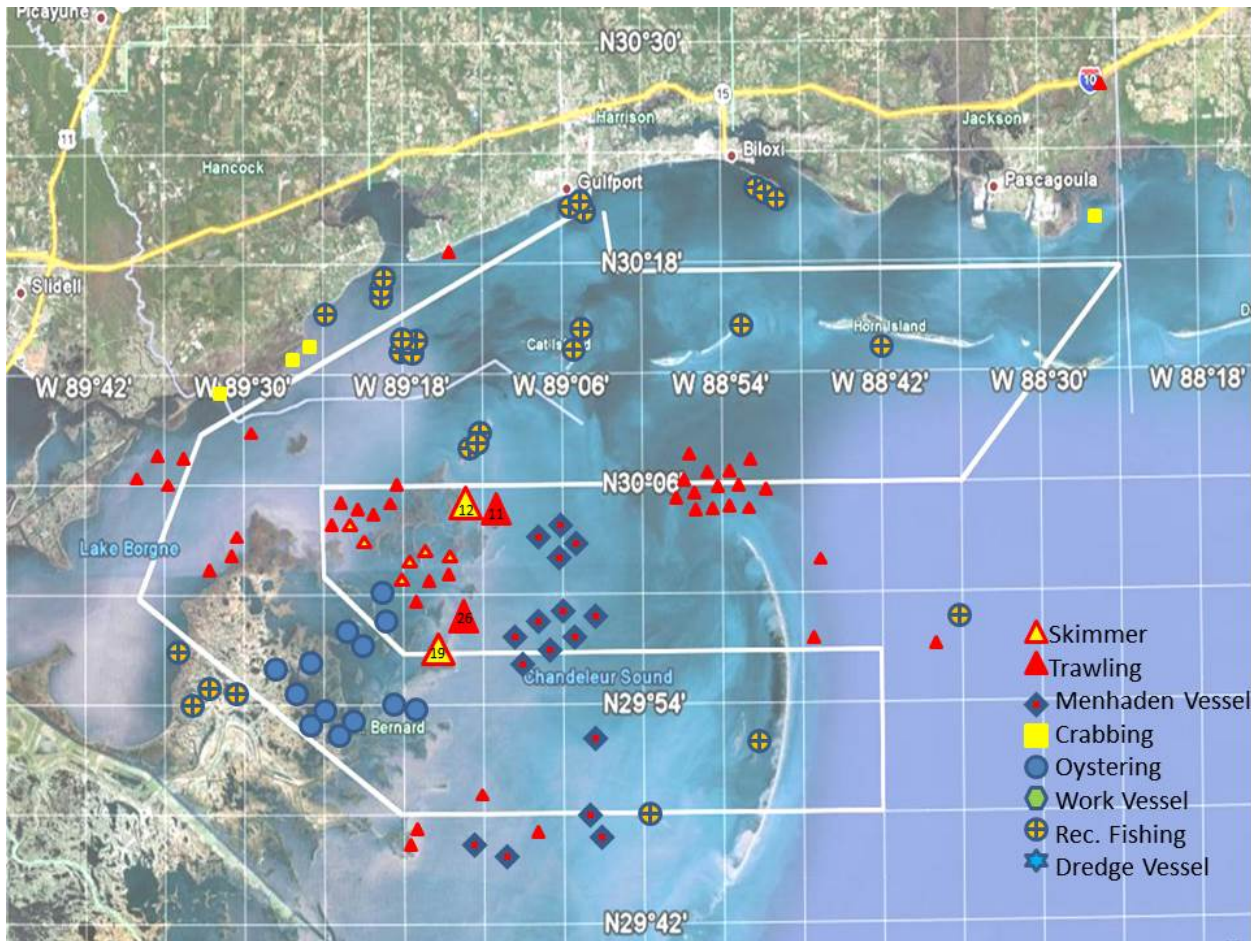 Picayune
N30°30'
10
15
11
Harrison
Jackson
Biloxi
Hancock
Gulfport
Pascagoula
N30°18'
Slidell
Horn Island
Cat Island
W 89°42'
W 89°30'
W 89°18'
W 89°06'
W 88°54'
W 88°42'
W 88°30'
W 88°18'
N30°06'
12
11
Lake Borgne
26
19
Skimmer
Trawling
Chandeleur Sound
Menhaden Vessel
N29°54'
Bernard
Crabbing
Oystering
Work Vessel
Rec. Fishing
Dredge Vessel
N29°42'